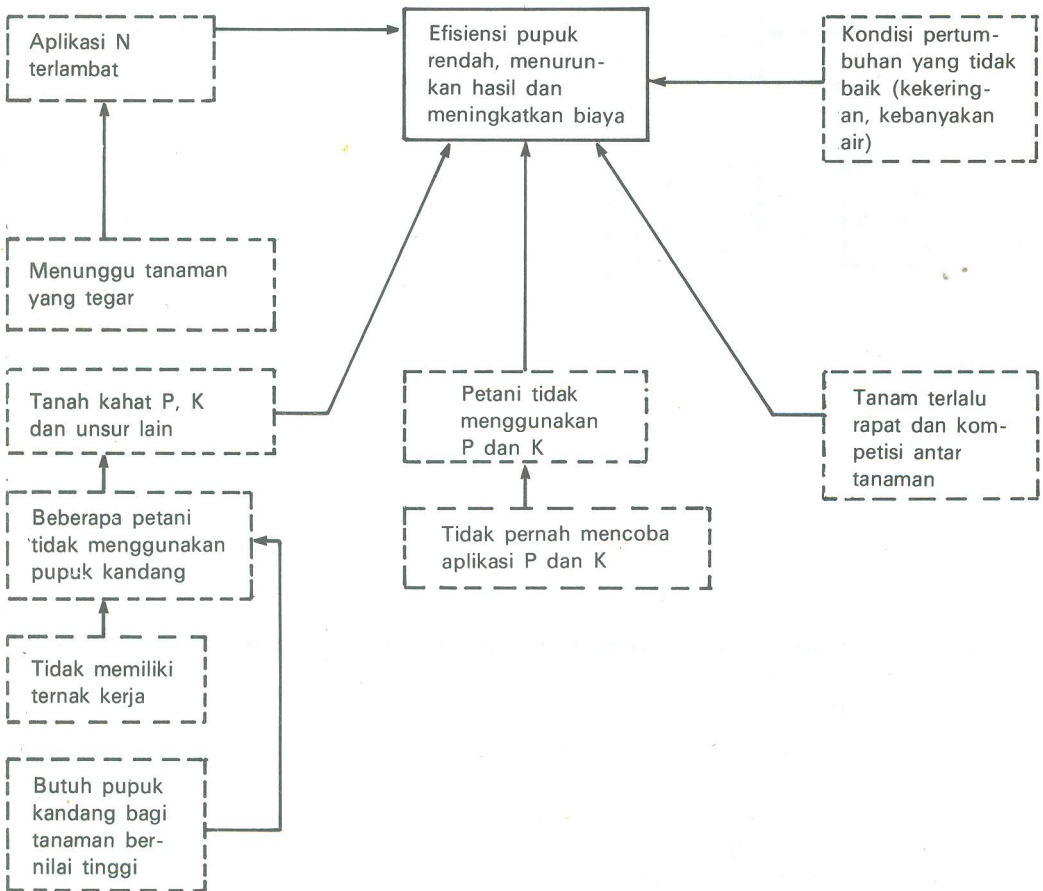 Aplikasi N
terlambat
Efisiensi pupuk
rendah, menurun-
kan hasil dan
meningkatkan biaya
Kondisi pertum-
buhan yang tidak
baik (kekering-
an, kebanyakan
air)
Menunggu tanaman
yang tegar
Tanah kahat P, K
dan unsur lain
Petani tidak
menggunakan
P dan K
Tanam terlalu
rapat dan kom-
petisi antar
tanaman
Beberapa petani
tidak menggunakan
pupuk kandang
Tidak pernah mencoba
aplikasi P dan K
Tidak memiliki
ternak kerja
Butuh pupuk
kandang bagi
tanaman ber-
nilai tinggi